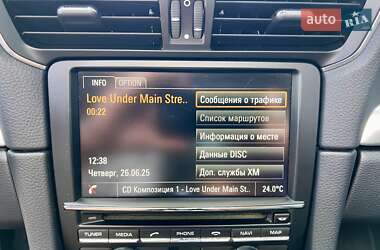 auto RIA
INFO OPTION
Love Under Main Stre..
00:22
Сообщения о трафике
Список маршрутов
Информация о месте
Данные DISC
Доп. службы XM
12:38
Четверг, 26.06.25
CD Композиция 1 - Love Under Main St.. 24.0°C
TUNER MEDIA PHONE CAR NAVI MAP